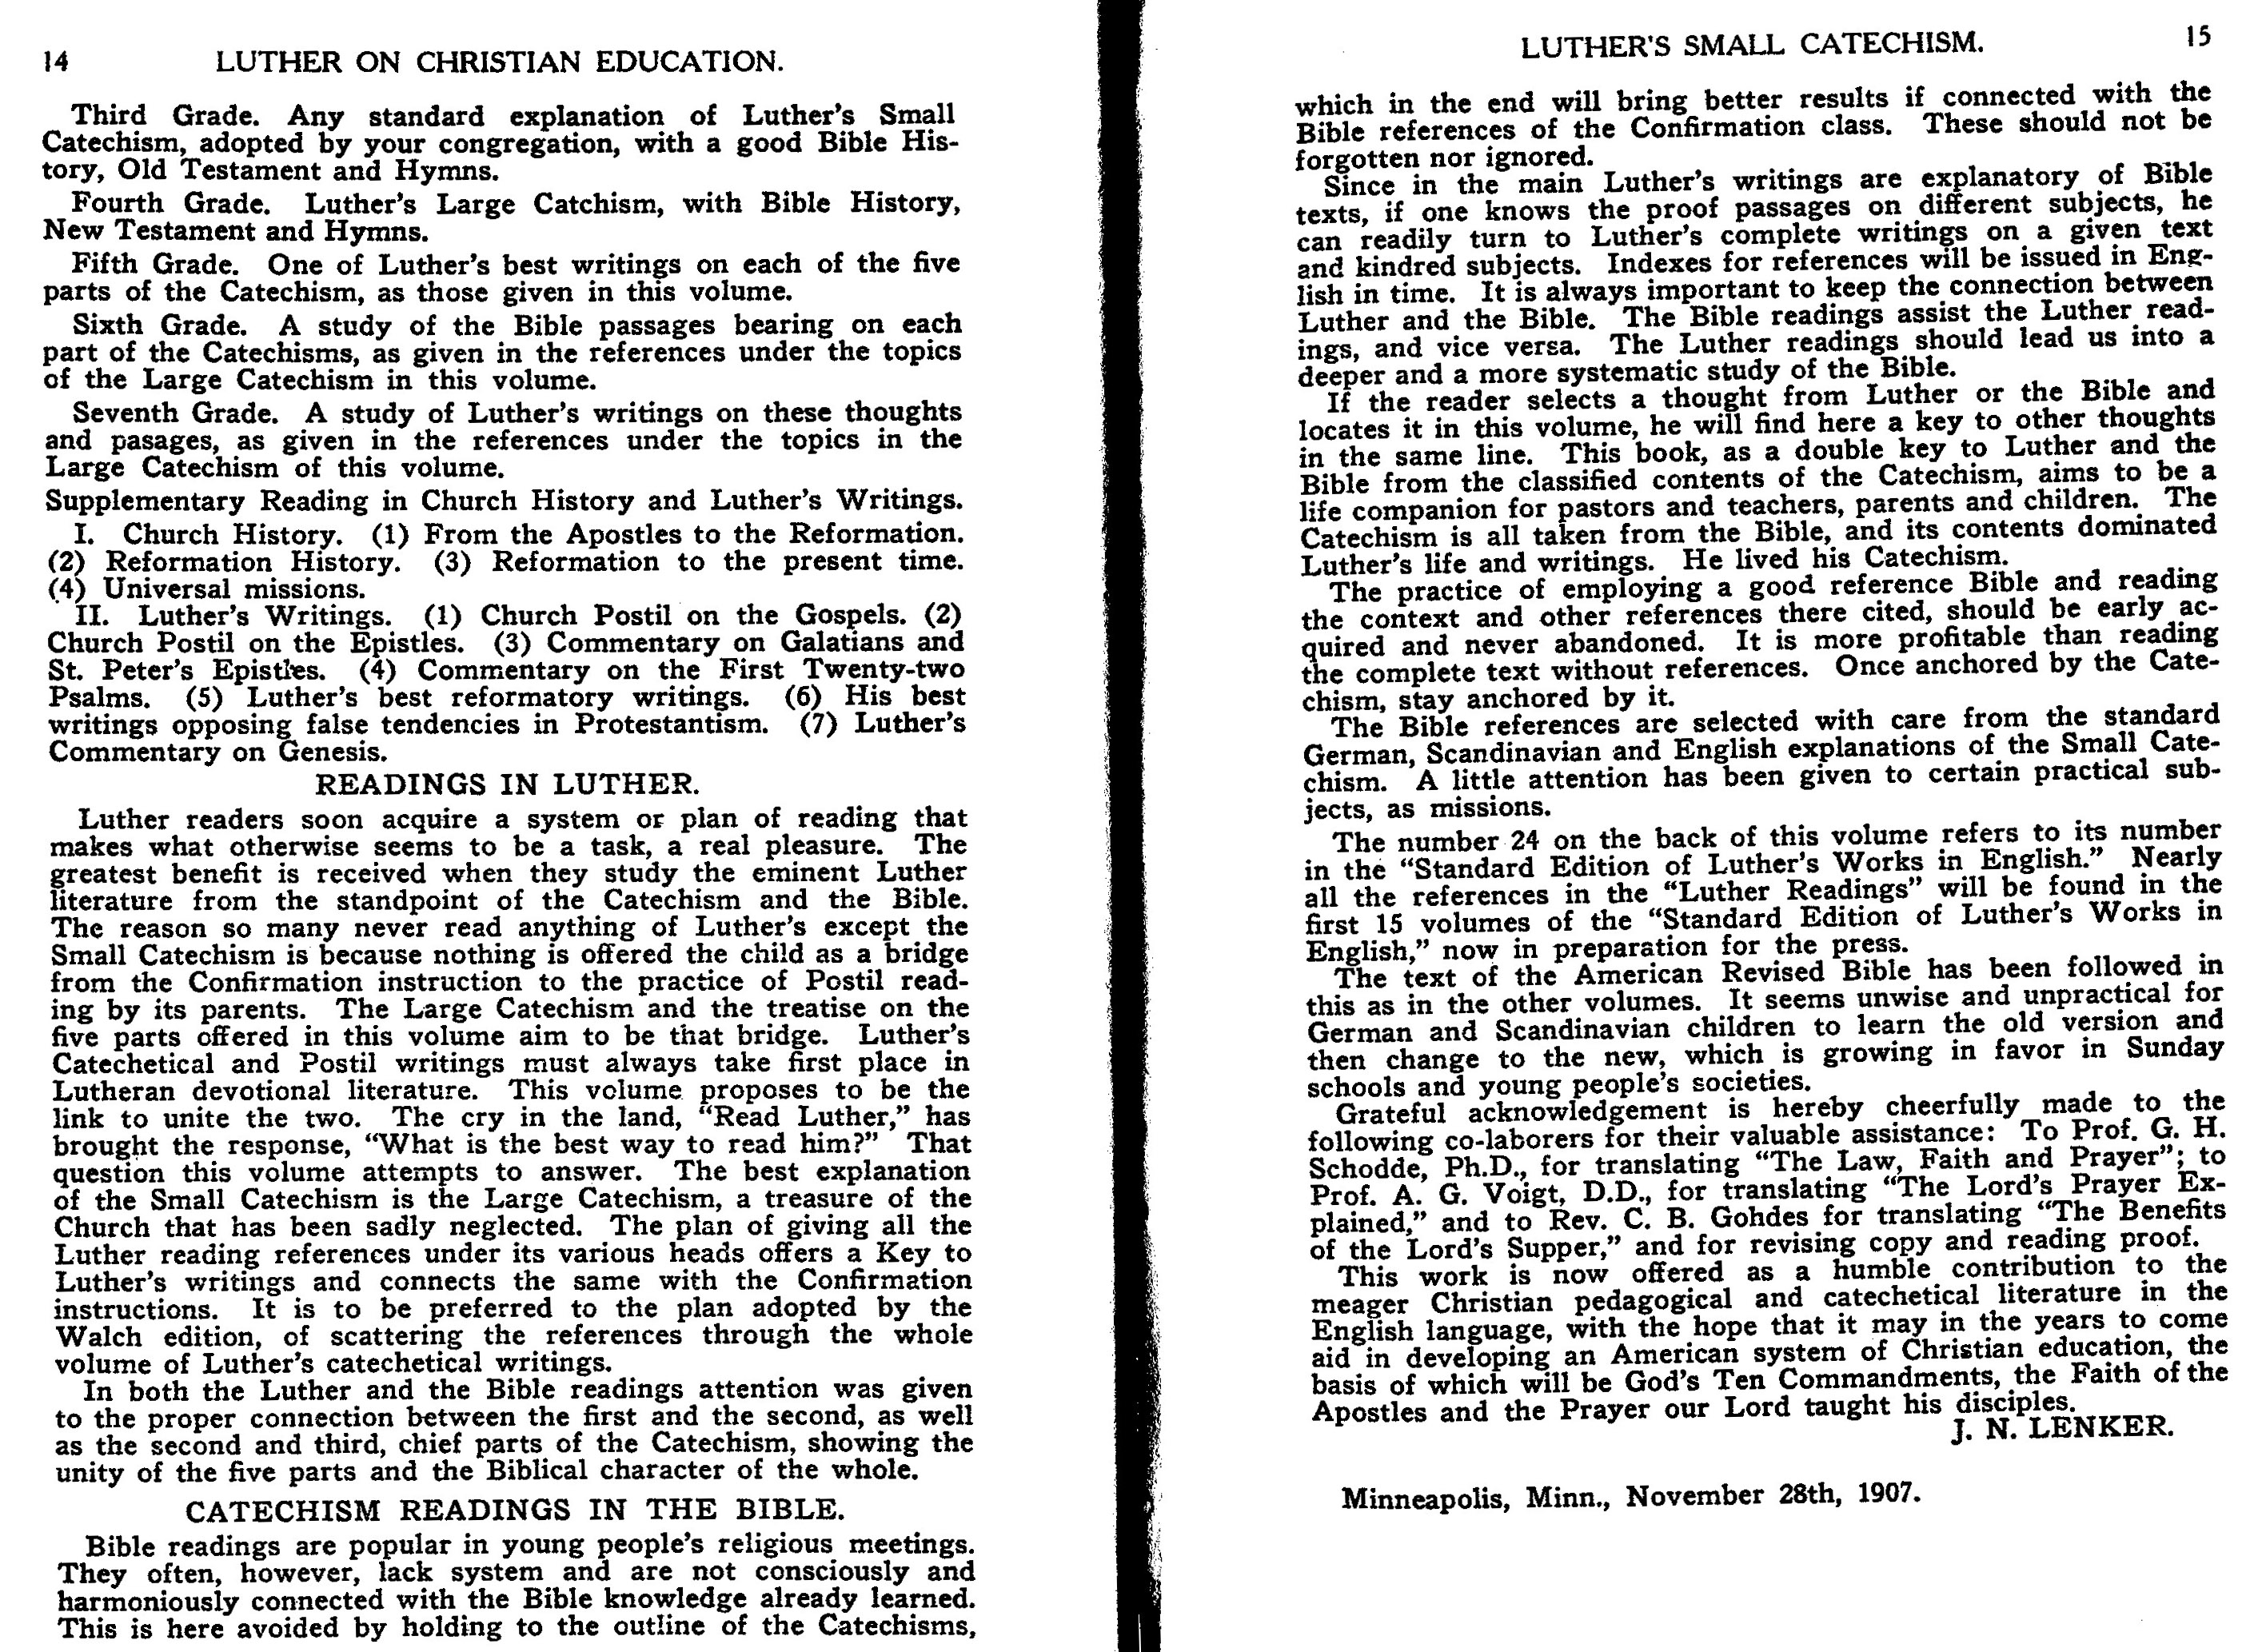 14 LUTHER ON CHRISTIAN EDUCATION.
Third Grade. Any standard explanation of Luther's Small
Catechism, adopted by your congregation, with a good Bible His-
tory, Old Testament and Hymns.
Fourth Grade. Luther's Large Catchism, with Bible History,
New Testament and Hymns.
Fifth Grade. One of Luther's best writings on each of the five
parts of the Catechism, as those given in this volume.
Sixth Grade. A study of the Bible passages bearing on each
part of the Catechisms, as given in the references under the topics
of the Large Catechism in this volume.
Seventh Grade. A study of Luther's writings on these thoughts
and pasages, as given in the references under the topics in the
Large Catechism of this volume.
Supplementary Reading in Church History and Luther's Writings.
I. Church History. (1) From the Apostles to the Reformation.
(2) Reformation History. (3) Reformation to the present time.
(4) Universal missions.
II. Luther's Writings. (1) Church Postil on the Gospels. (2)
Church Postil on the Epistles. (3) Commentary on Galatians and
St. Peter's Epistles. (4) Commentary on the First Twenty-two
Psalms. (5) Luther's best reformatory writings. (6) His best
writings opposing false tendencies in Protestantism. (7) Luther's
Commentary on Genesis.
READINGS IN LUTHER.
Luther readers soon acquire a system or plan of reading that
makes what otherwise seems to be a task, a real pleasure. The
greatest benefit is received when they study the eminent Luther
literature from the standpoint of the Catechism and the Bible.
The reason so many never read anything of Luther's except the
Small Catechism is because nothing is offered the child as a bridge
from the Confirmation instruction to the practice of Postil read-
ing by its parents. The Large Catechism and the treatise on the
five parts offered in this volume aim to be that bridge. Luther's
Catechetical and Postil writings must always take first place in
Lutheran devotional literature. This volume proposes to be the
link to unite the two. The cry in the land, “Read Luther,” has
brought the response, “What is the best way to read him?” That
question this volume attempts to answer. The best explanation
of the Small Catechism is the Large Catechism, a treasure of the
Church that has been sadly neglected. The plan of giving all the
Luther reading references under its various heads offers a Key to
Luther's writings and connects the same with the Confirmation
instructions. It is to be preferred to the plan adopted by the
Walch edition, of scattering the references through the whole
volume of Luther's catechetical writings.
In both the Luther and the Bible readings attention was given
to the proper connection between the first and the second, as well
as the second and third, chief parts of the Catechism, showing the
unity of the five parts and the Biblical character of the whole.
CATECHISM READINGS IN THE BIBLE.
Bible readings are popular in young people's religious meetings.
They often, however, lack system and are not consciously and
harmoniously connected with the Bible knowledge already learned.
This is here avoided by holding to the outline of the Catechisms,
LUTHER'S SMALL CATECHISM. 15
which in the end will bring better results if connected with the
Bible references of the Confirmation class. These should not be
forgotten nor ignored.
Since in the main Luther's writings are explanatory of Bible
texts, if one knows the proof passages on different subjects, he
can readily turn to Luther's complete writings on a given text
and kindred subjects. Indexes for references will be issued in Eng-
lish in time. It is always important to keep the connection between
Luther and the Bible. The Bible readings assist the Luther read-
ings, and vice versa. The Luther readings should lead us into a
deeper and a more systematic study of the Bible.
If the reader selects a thought from Luther or the Bible and
locates it in this volume, he will find here a key to other thoughts
in the same line. This book, as a double key to Luther and the
Bible from the classified contents of the Catechism, aims to be a
life companion for pastors and teachers, parents and children. The
Catechism is all taken from the Bible, and its contents dominated
Luther's life and writings. He lived his Catechism.
The practice of employing a good reference Bible and reading
the context and other references there cited, should be early ac-
quired and never abandoned. It is more profitable than reading
the complete text without references. Once anchored by the Cate-
chism, stay anchored by it.
The Bible references are selected with care from the standard
German, Scandinavian and English explanations of the Small Cate-
chism. A little attention has been given to certain practical sub-
jects, as missions.
The number 24 on the back of this volume refers to its number
in the “Standard Edition of Luther's Works in English.” Nearly
all the references in the “Luther Readings” will be found in the
first 15 volumes of the “Standard Edition of Luther's Works in
English,” now in preparation for the press.
The text of the American Revised Bible has been followed in
this as in the other volumes. It seems unwise and unpractical for
German and Scandinavian children to learn the old version and
then change to the new, which is growing in favor in Sunday
schools and young people's societies.
Grateful acknowledgement is hereby cheerfully made to the
following co-laborers for their valuable assistance: To Prof. G. H.
Schodde, Ph.D., for translating “The Law, Faith and Prayer”; to
Prof. A. G. Voigt, D.D., for translating “The Lord's Prayer Ex-
plained,” and to Rev. C. B. Gohdes for translating “The Benefits
of the Lord's Supper,” and for revising copy and reading proof.
This work is now offered as a humble contribution to the
meager Christian pedagogical and catechetical literature in the
English language, with the hope that it may in the years to come
aid in developing an American system of Christian education, the
basis of which will be God's Ten Commandments, the Faith of the
Apostles and the Prayer our Lord taught his disciples.
J. N. LENKER.
Minneapolis, Minn., November 28th, 1907.